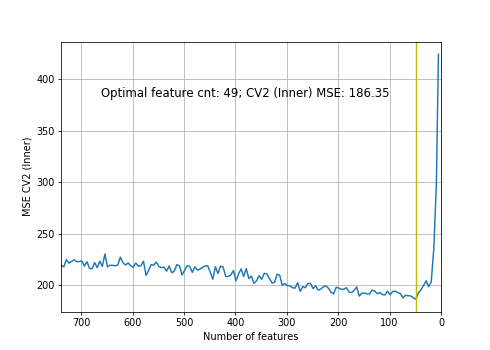 400
Optimal feature cnt: 49; CV2 (Inner) MSE: 186.35
350
300
250
200
MSE CV2 (Inner)
700 600 500 400 300 200 100 0
Number of features